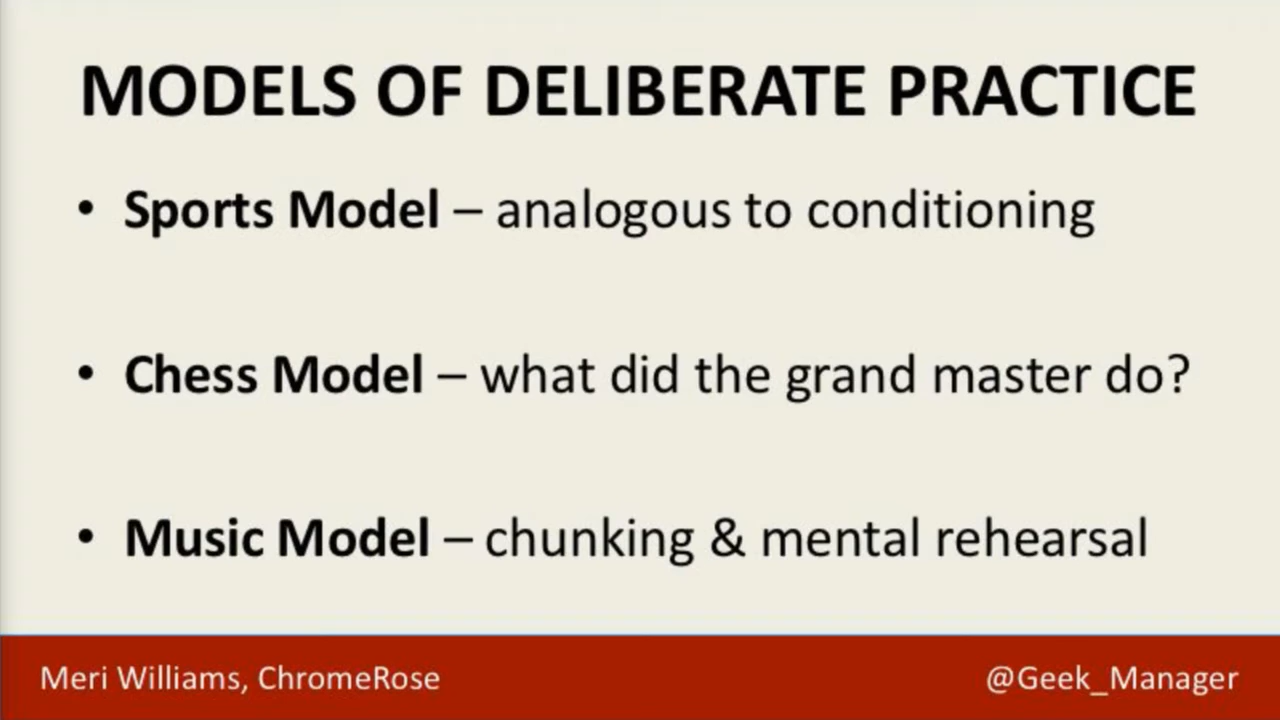 MODELS OF DELIBERATE PRACTICE
• Sports Model – analogous to conditioning
• Chess Model – what did the grand master do?
• Music Model – chunking & mental rehearsal
Meri Williams, ChromeRose
@Geek_Manager